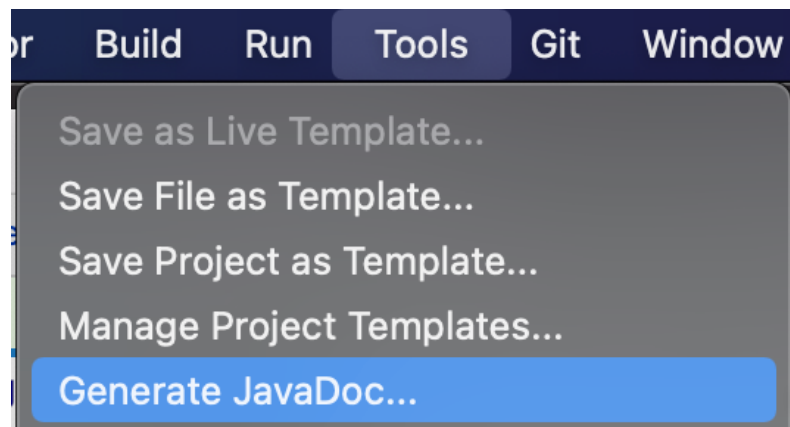 or Build Run Tools Git Window
Save as Live Template...
Save File as Template...
Save Project as Template...
Manage Project Templates...
Generate JavaDoc...